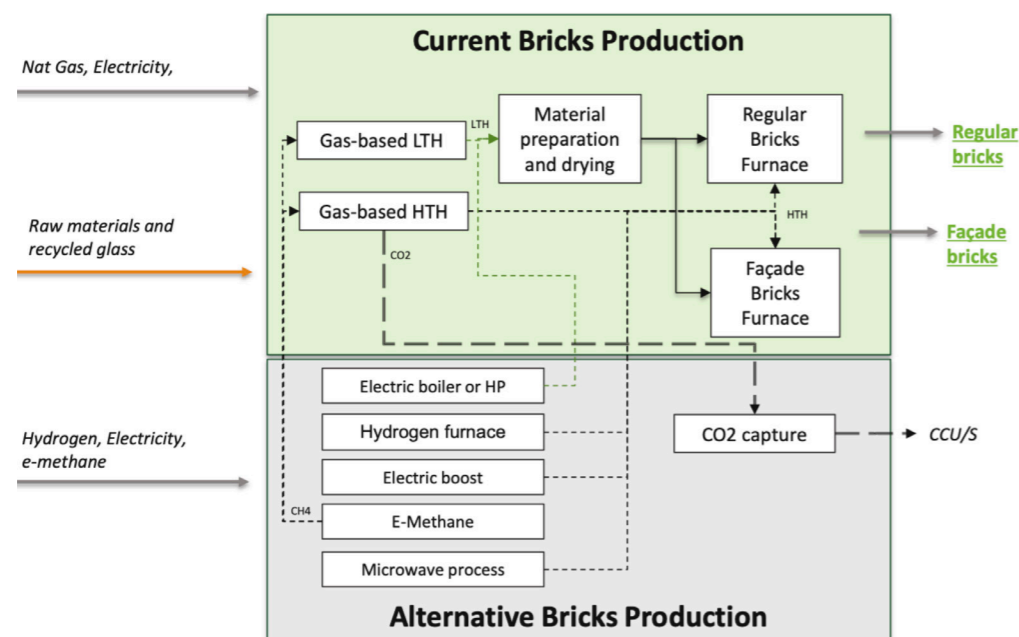 Current Bricks Production
Nat Gas, Electricity,
Gas-based LTH
LTH
Material
preparation
and drying
Regular
Bricks
Furnace
Regular
bricks
Gas-based HTH
HTH
Raw materials and
recycled glass
CO2
Façade
Bricks
Furnace
Façade
bricks
Electric boiler or HP
Hydrogen furnace
Electric boost
E-Methane
Microwave process
CH4
Hydrogen, Electricity,
e-methane
CO2 capture
CCU/S
Alternative Bricks Production